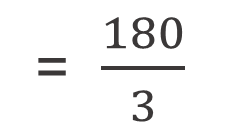 = 180/3